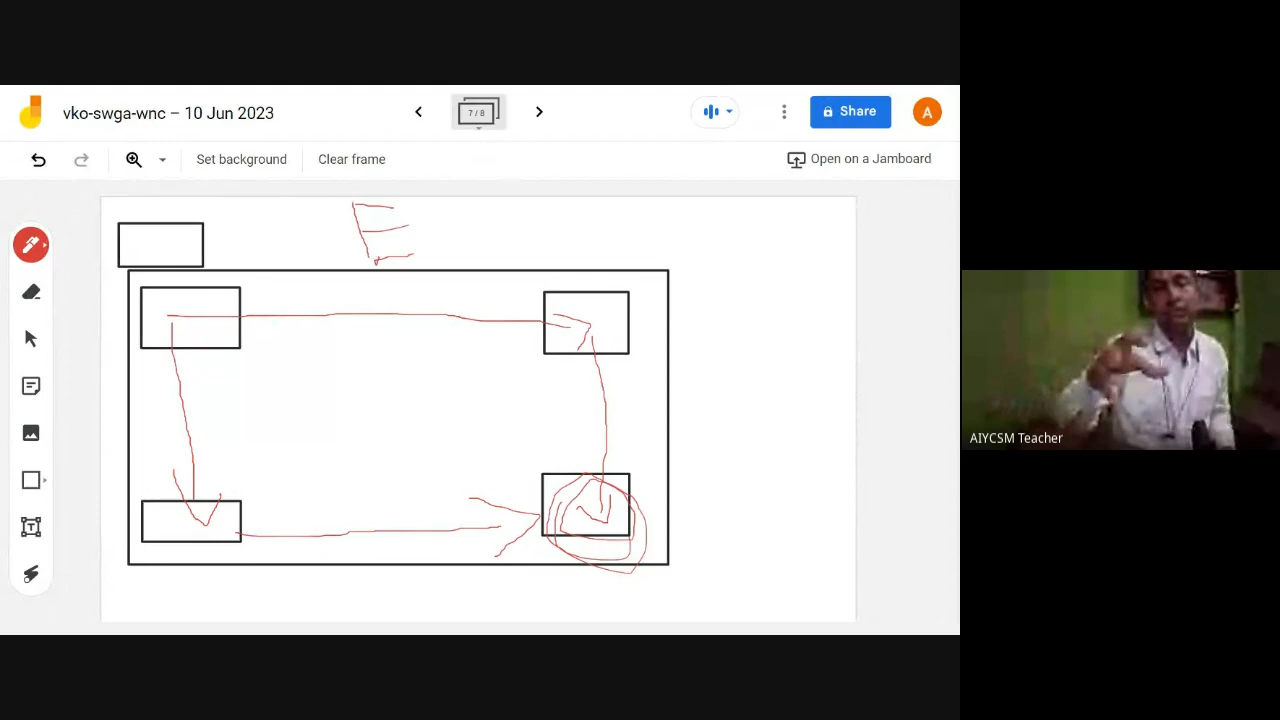 vko-swga-wnc – 10 Jun 2023
7 / 8
Share
A
Set background
Clear frame
Open on a Jamboard
E
T
AIYCSM Teacher